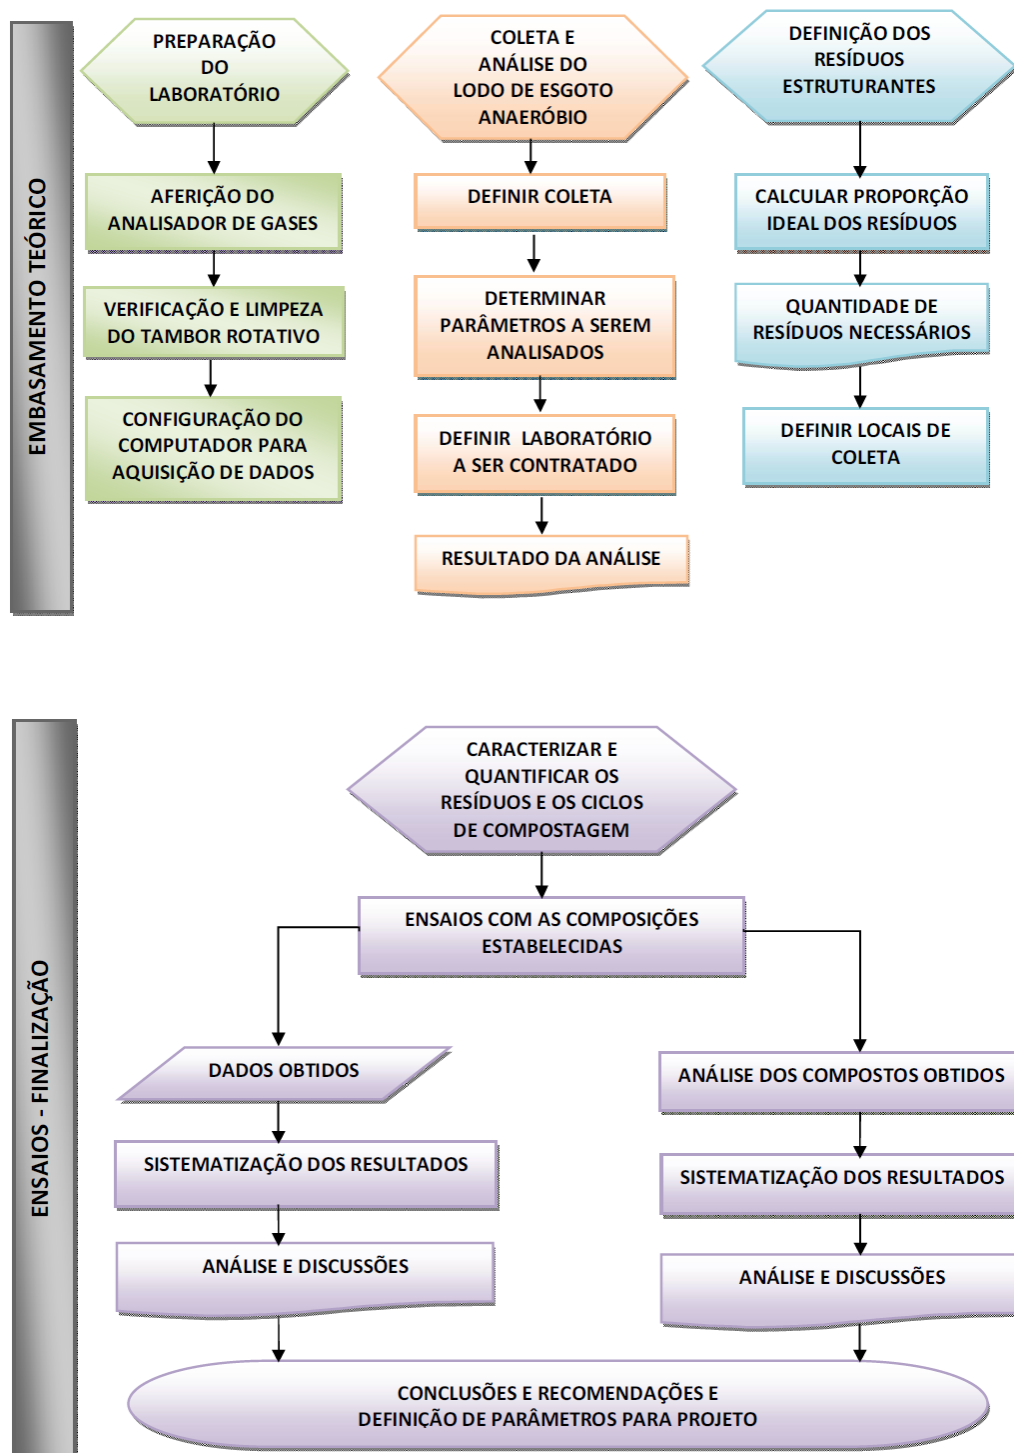 EMBASAMENTO TEÓRICO
PREPARAÇÃO
DO
LABORATÓRIO
AFERIÇÃO DO
ANALISADOR DE GASES
VERIFICAÇÃO E LIMPEZA
DO TAMBOR ROTATIVO
CONFIGURAÇÃO DO
COMPUTADOR PARA
AQUISIÇÃO DE DADOS
COLETA E
ANÁLISE DO
LODO DE ESGOTO
ANAERÓBIO
DEFINIR COLETA
DETERMINAR
PARÂMETROS A SEREM
ANALISADOS
DEFINIR LABORATÓRIO
A SER CONTRATADO
RESULTADO DA ANÁLISE
DEFINIÇÃO DOS
RESÍDUOS
ESTRUTURANTES
CALCULAR PROPORÇÃO
IDEAL DOS RESÍDUOS
QUANTIDADE DE
RESÍDUOS NECESSÁRIOS
DEFINIR LOCAIS DE
COLETA
ENSAIOS - FINALIZAÇÃO
CARACTERIZAR E
QUANTIFICAR OS
RESÍDUOS E OS CICLOS
DE COMPOSTAGEM
ENSAIOS COM AS COMPOSIÇÕES
ESTABELECIDAS
DADOS OBTIDOS
SISTEMATIZAÇÃO DOS RESULTADOS
ANÁLISE E DISCUSSÕES
ANÁLISE DOS COMPOSTOS OBTIDOS
SISTEMATIZAÇÃO DOS RESULTADOS
ANÁLISE E DISCUSSÕES
CONCLUSÕES E RECOMENDAÇÕES E
DEFINIÇÃO DE PARÂMETROS PARA PROJETO